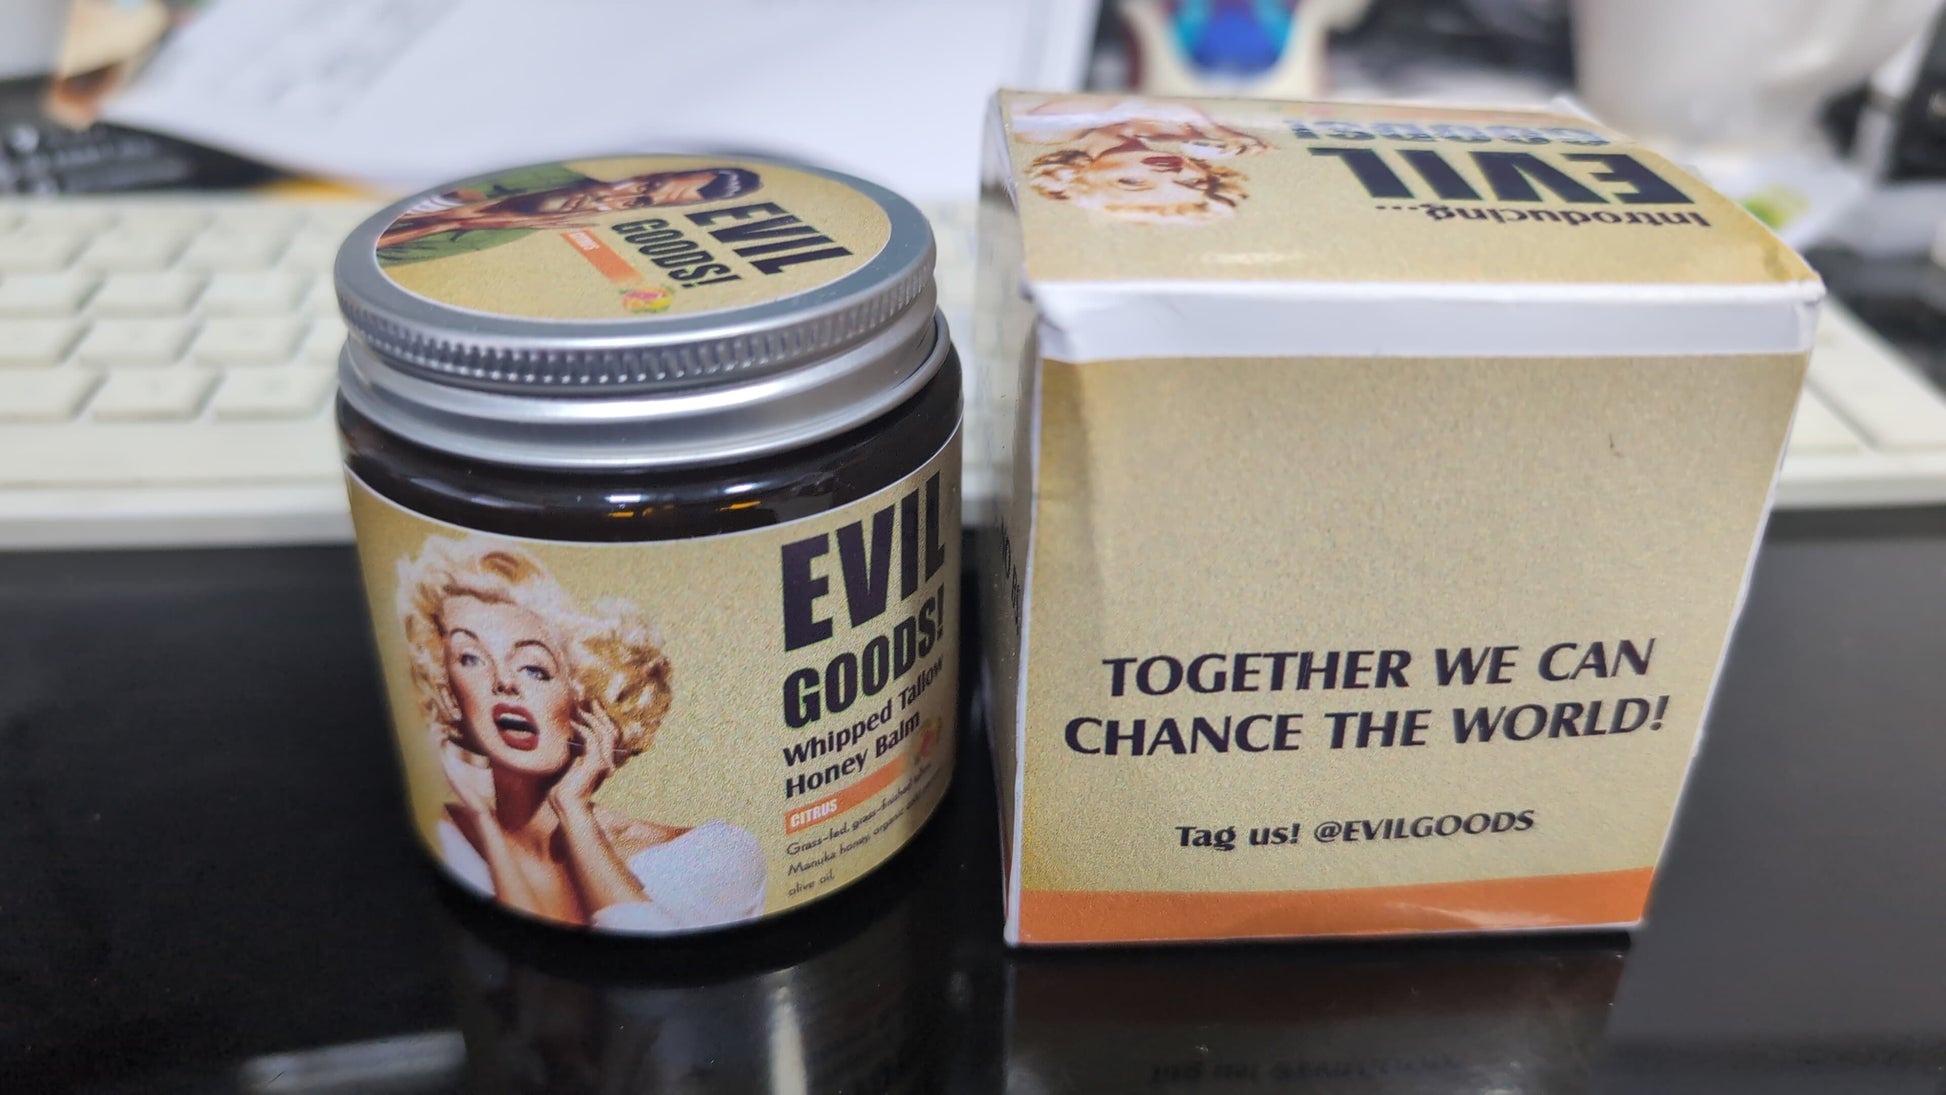 EVIL
GOODS!
CITRUS
EVIL
GOODS!
Whipped Tallow
Honey Balm
CITRUS
Grass-fed, grass-finished tallow,
Manuka honey, organic
olive oil,
Introducing...
EVIL
GOODS!
TOGETHER WE CAN
CHANCE THE WORLD!
Tag us! @EVILGOODS